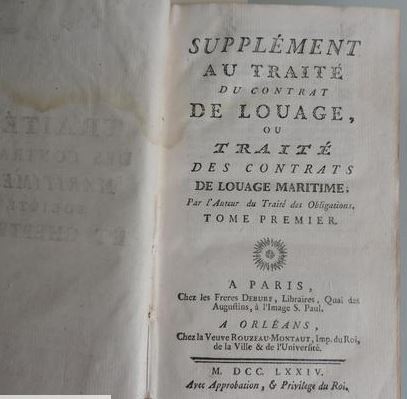 SUPPLÉMENT
AU TRAITÉ
DU CONTRAT
DE LOUAGE,
OU
TRAITÉ
DES CONTRATS
DE LOUAGE MARITIME;
Par l'Auteur du Traité des Obligations.
TOME PREMIER.
A PARIS,
Chez les Freres DEBURE, Libraires, Quai des
Augustins, à l'Image S. Paul.
A ORLÉANS,
Chez la Veuve ROUZEAU-MONTAUT, Imp. du Roi,
de la Ville & de l'Université.
M. DCC. LXXIV.
Avec Approbation, & Privilége du Roi.